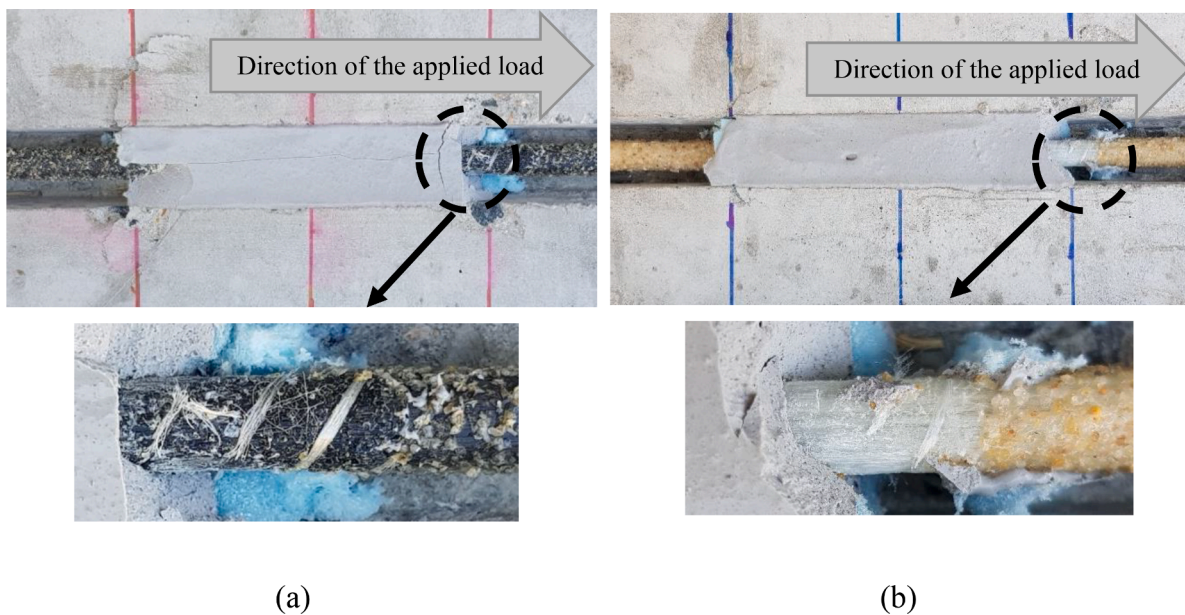 Direction of the applied load
Direction of the applied load
(a)
(b)